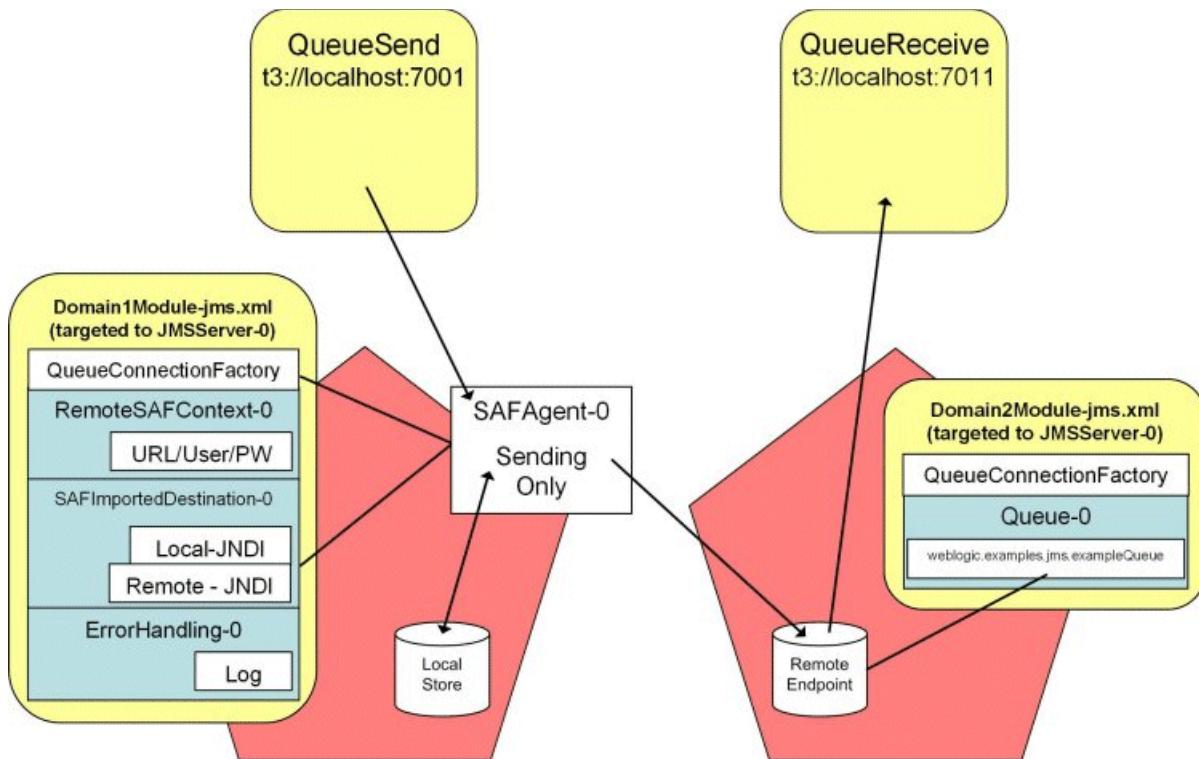 QueueSend
t3://localhost:7001
QueueReceive
t3://localhost:7011
Domain1Module-jms.xml
(targeted to JMSServer-0)
QueueConnectionFactory
RemoteSAFContext-0
URL/User/PW
SAFImportedDestination-0
Local-JNDI
Remote - JNDI
ErrorHandling-0
Log
SAFAgent-0
Sending
Only
Local
Store
Remote
Endpoint
Domain2Module-jms.xml
(targeted to JMSServer-0)
QueueConnectionFactory
Queue-0
weblogic.examples.jms.exampleQueue